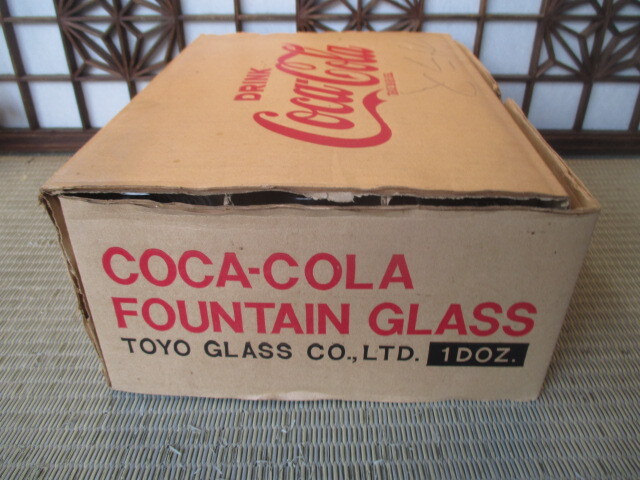 DRINK
Coca-Cola
COCA-COLA
FOUNTAIN GLASS
TOYO GLASS CO., LTD. 1DOZ.